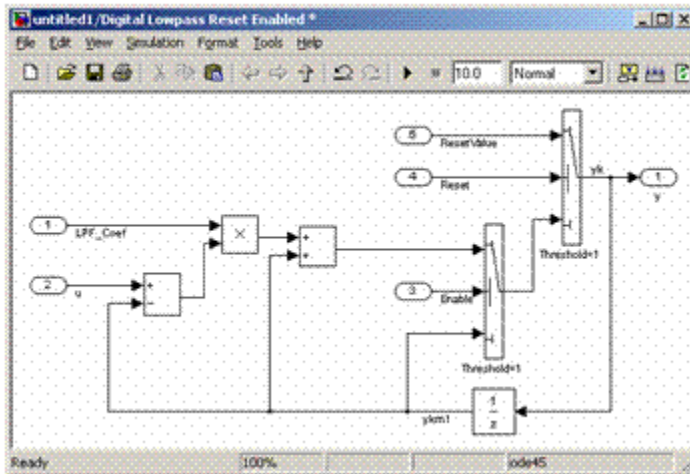 untitled1/Digital Lowpass Reset Enabled *
File Edit View Simulation Format Tools Help
10.0 Normal
5
ResetValue
4
Reset
yk
1
y
1
LPF_Coef
×
+
+
2
u
+
−
3
Enable
Threshold=1
Threshold=1
ykm1
1
z
Ready 100% ode45